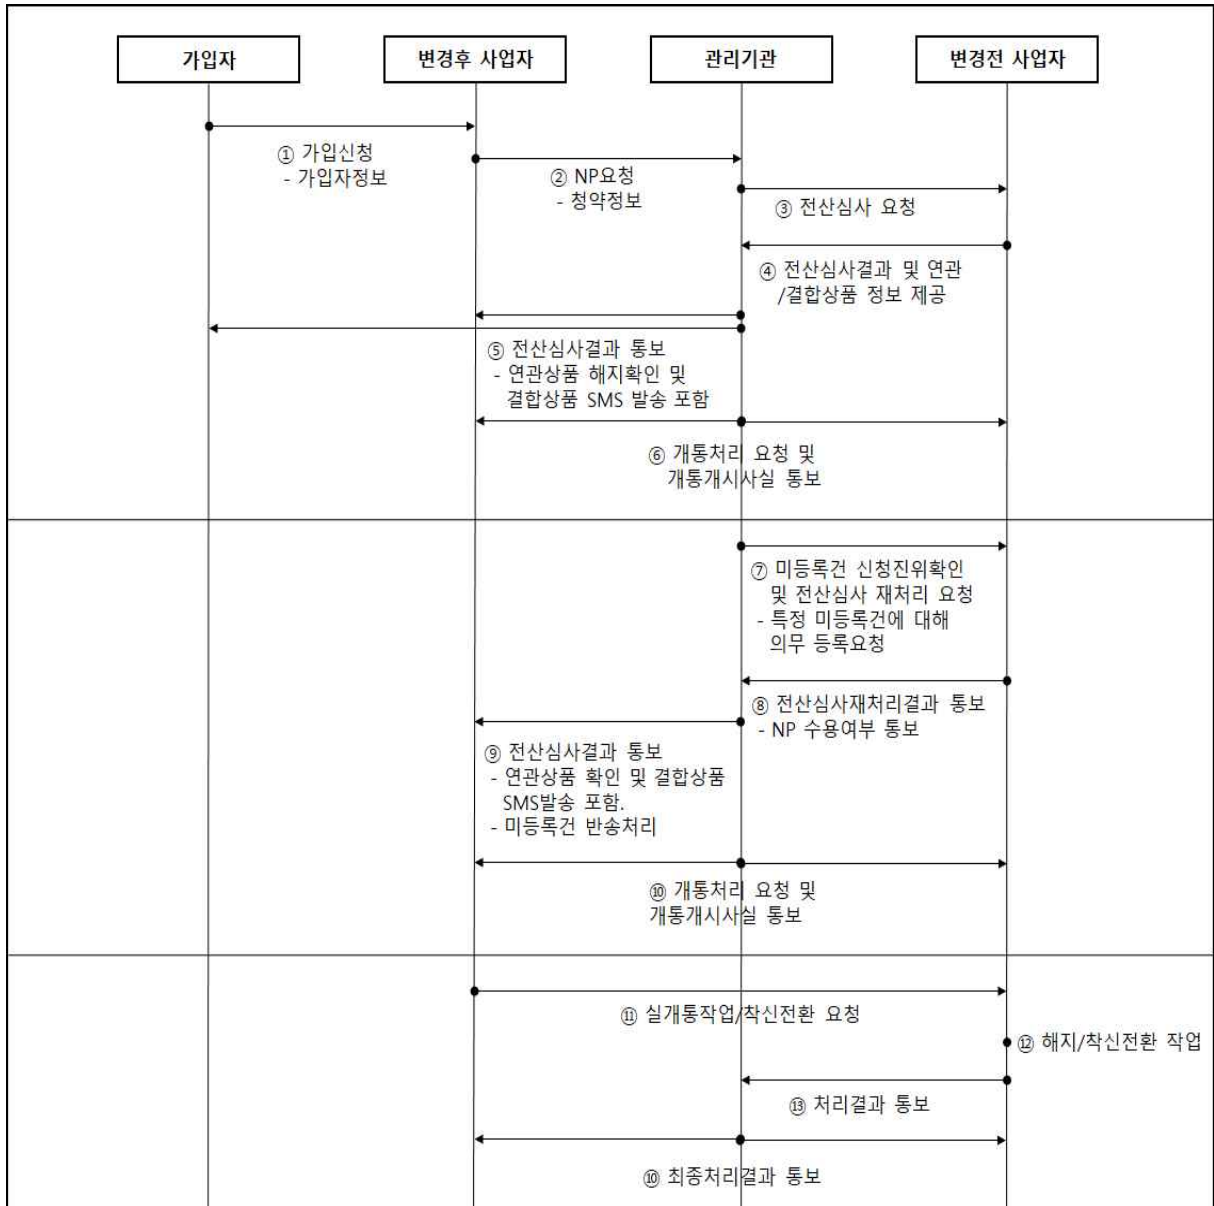 가입자
변경후 사업자
관리기관
변경전 사업자
① 가입신청
- 가입자정보
② NP요청
- 청약정보
③ 전산심사 요청
④ 전산심사결과 및 연관
/결합상품 정보 제공
⑤ 전산심사결과 통보
- 연관상품 해지확인 및
결합상품 SMS 발송 포함
⑥ 개통처리 요청 및
개통개시사실 통보
⑦ 미등록건 신청진위확인
및 전산심사 재처리 요청
- 특정 미등록건에 대해
의무 등록요청
⑧ 전산심사재처리결과 통보
- NP 수용여부 통보
⑨ 전산심사결과 통보
- 연관상품 확인 및 결합상품
SMS발송 포함.
- 미등록건 반송처리
⑩ 개통처리 요청 및
개통개시사실 통보
⑪ 실개통작업/착신전환 요청
⑫ 해지/착신전환 작업
⑬ 처리결과 통보
⑩ 최종처리결과 통보